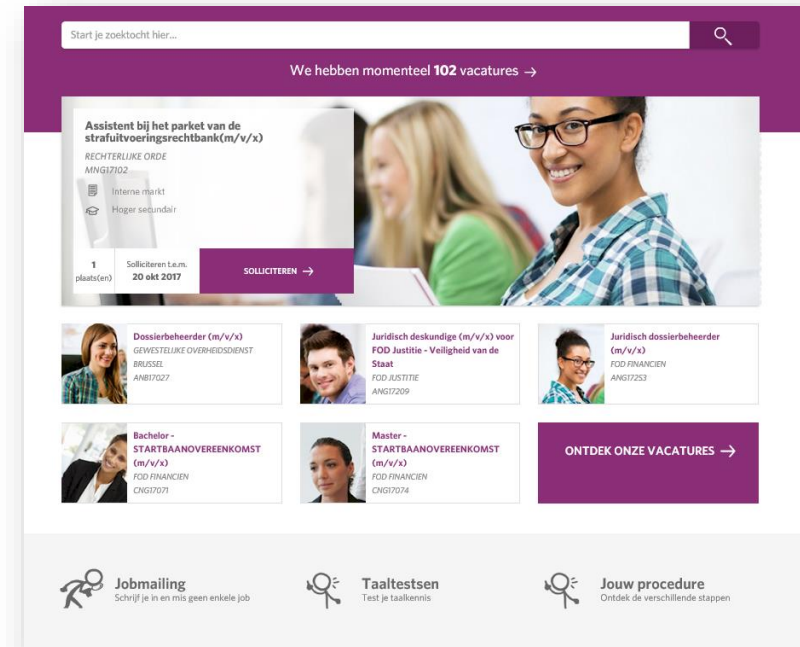 Start je zoektocht hier...
We hebben momenteel 102 vacatures →
Assistent bij het parket van de
strafuitvoeringsrechtbank(m/v/x)
RECHTERLIJKE ORDE
MNG17102
Interne markt
Hoger secundair
1
plaats(en)
Solliciteren t.e.m.
20 okt 2017
SOLLICITEREN →
Dossierbeheerder (m/v/x)
GEWESTELIJKE OVERHEIDSDIENST
BRUSSEL
ANB17027
Juridisch deskundige (m/v/x) voor
FOD Justitie - Veiligheid van de
Staat
FOD JUSTITIE
ANG17209
Juridisch dossierbeheerder
(m/v/x)
FOD FINANCIEN
ANG17253
Bachelor -
STARTBAANOVEREENKOMST
(m/v/x)
FOD FINANCIEN
CNG17071
Master -
STARTBAANOVEREENKOMST
(m/v/x)
FOD FINANCIEN
CNG17074
ONTDEK ONZE VACATURES →
Jobmailing
Schrijf je in en mis geen enkele job
Taaltestsen
Test je taalkennis
Jouw procedure
Ontdek de verschillende stappen